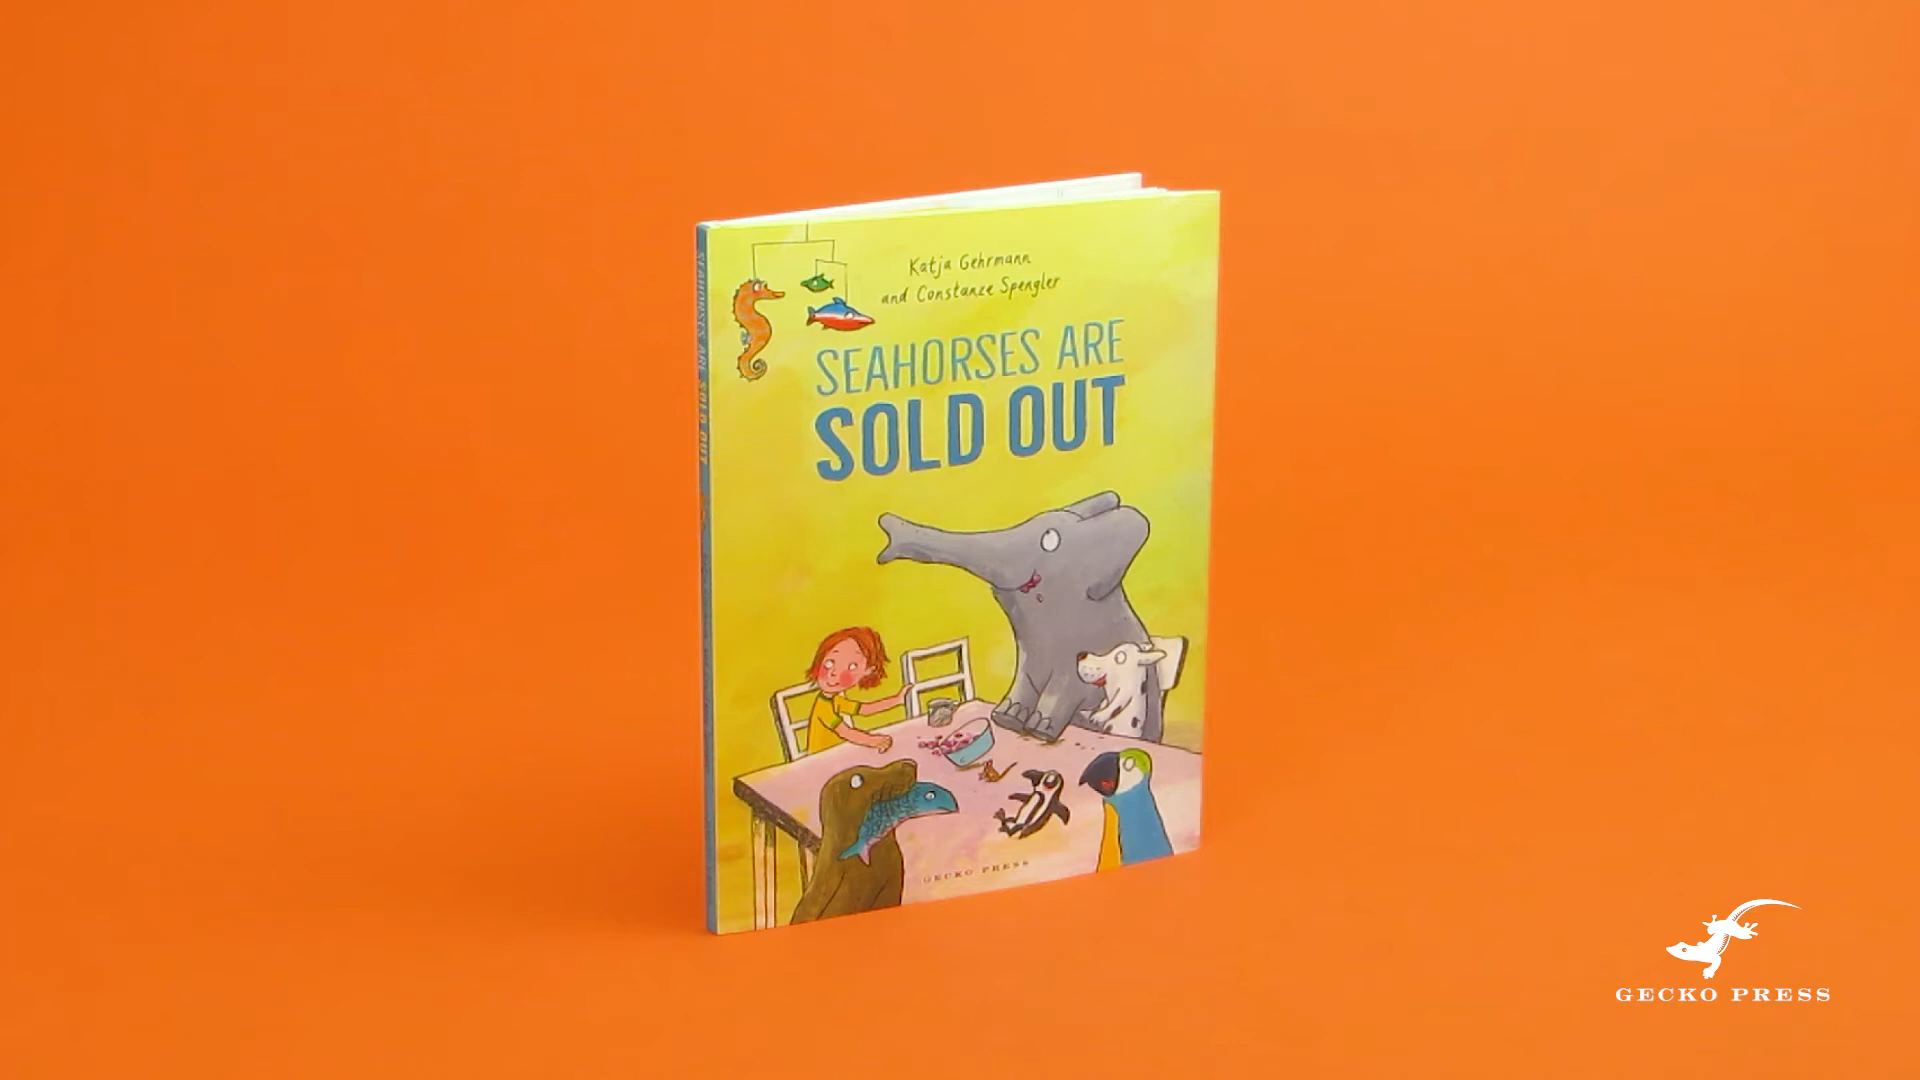 Katja Gehrmann
and Constanze Spengler
SEAHORSES ARE
SOLD OUT
SEAHORSES ARE SOLD OUT
GECKO PRESS
GECKO PRESS